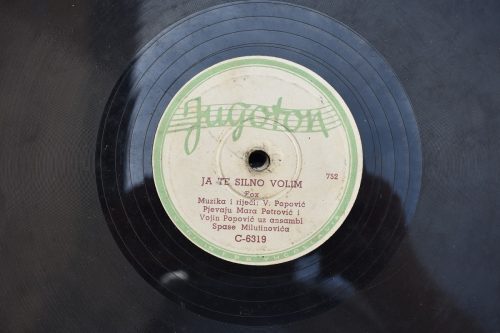 Jugoton
JA TE SILNO VOLIM
752
Fox
Muzika i riječi: V. Popović
Pjevaju Mara Petrović i
Vojin Popović uz ansambl
Spase Milutinovića
C-6319